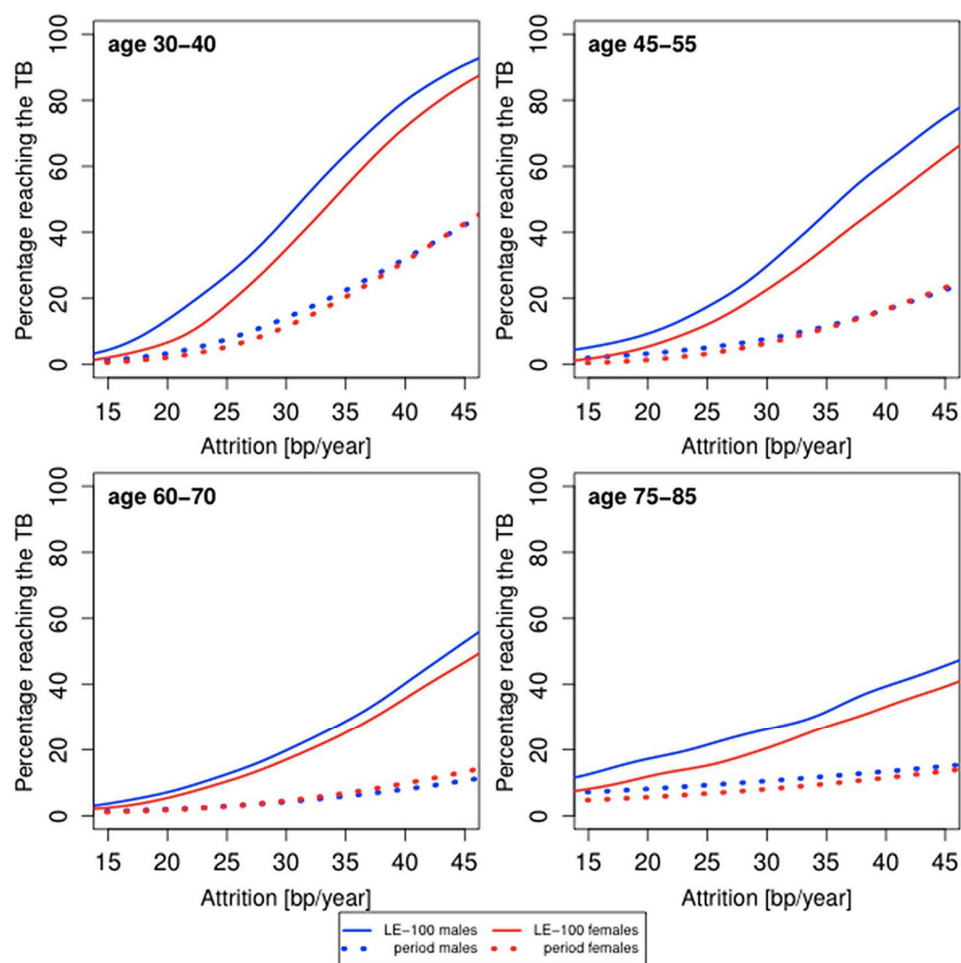 age 30−40
Percentage reaching the TB
0 20 40 60 80 100
15 20 25 30 35 40 45
Attrition [bp/year]
age 45−55
Percentage reaching the TB
0 20 40 60 80 100
15 20 25 30 35 40 45
Attrition [bp/year]
age 60−70
Percentage reaching the TB
0 20 40 60 80 100
15 20 25 30 35 40 45
Attrition [bp/year]
age 75−85
Percentage reaching the TB
0 20 40 60 80 100
15 20 25 30 35 40 45
Attrition [bp/year]
LE−100 males LE−100 females
period males period females